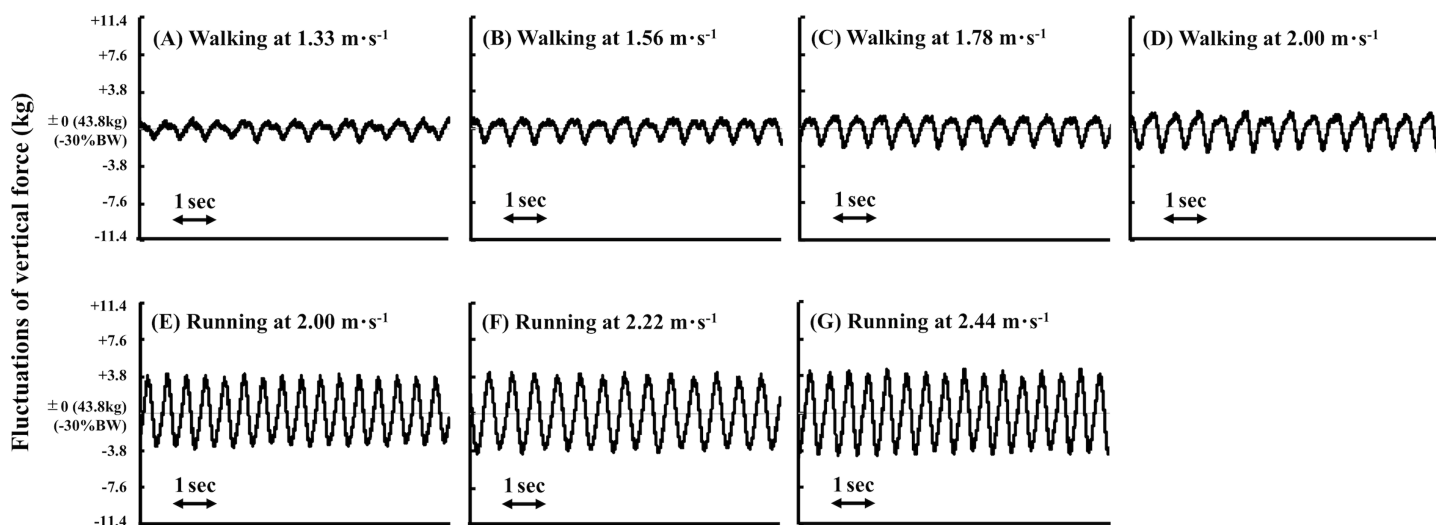 Fluctuations of vertical force (kg)
+11.4
+7.6
+3.8
±0 (43.8kg)
(-30%BW)
-3.8
-7.6
-11.4
(A) Walking at 1.33 m·s-1
1 sec
(B) Walking at 1.56 m·s-1
1 sec
(C) Walking at 1.78 m·s-1
1 sec
(D) Walking at 2.00 m·s-1
1 sec
+11.4
+7.6
+3.8
±0 (43.8kg)
(-30%BW)
-3.8
-7.6
-11.4
(E) Running at 2.00 m·s-1
1 sec
(F) Running at 2.22 m·s-1
1 sec
(G) Running at 2.44 m·s-1
1 sec